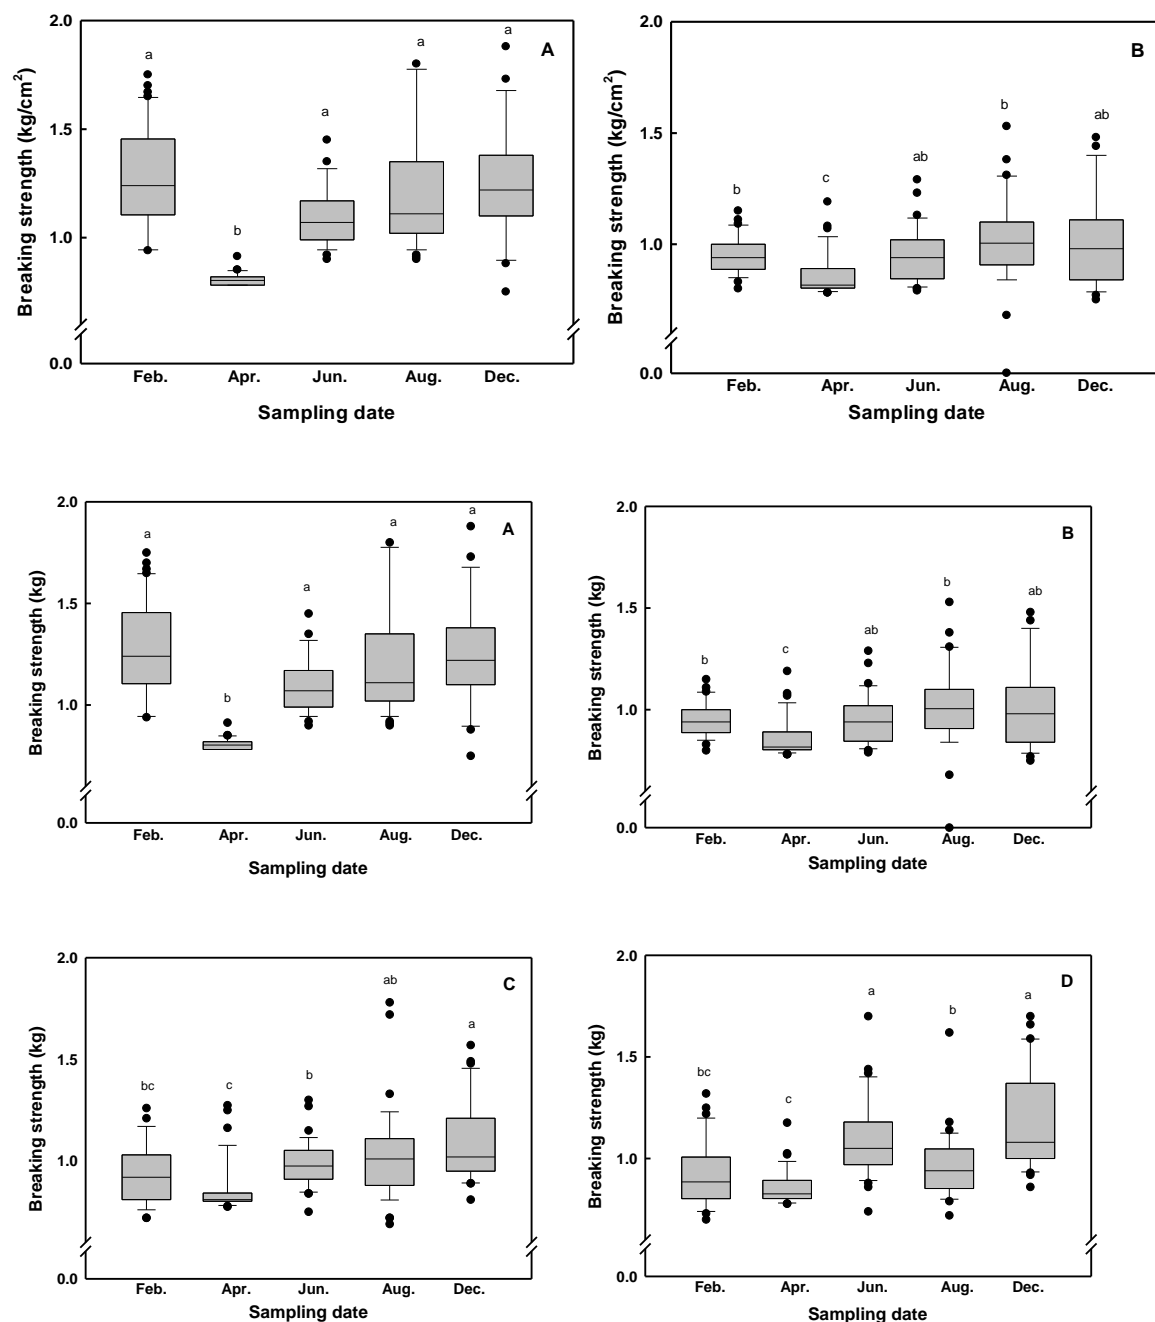 2.0
1.5
1.0
0.0
Breaking strength (kg/cm²)
A
a
b
a
a
a
Feb. Apr. Jun. Aug. Dec.
Sampling date
2.0
1.5
1.0
0.0
Breaking strength (kg/cm²)
B
b
c
ab
b
ab
Feb. Apr. Jun. Aug. Dec.
Sampling date
2.0
1.5
1.0
0.0
Breaking strength (kg)
A
a
b
a
a
a
Feb. Apr. Jun. Aug. Dec.
Sampling date
2.0
1.5
1.0
0.0
Breaking strength (kg)
B
b
c
ab
b
ab
Feb. Apr. Jun. Aug. Dec.
Sampling date
2.0
1.5
1.0
0.0
Breaking strength (kg)
C
bc
c
b
ab
a
Feb. Apr. Jun. Aug. Dec.
Sampling date
2.0
1.5
1.0
0.0
Breaking strength (kg)
D
bc
c
a
b
a
Feb. Apr. Jun. Aug. Dec.
Sampling date